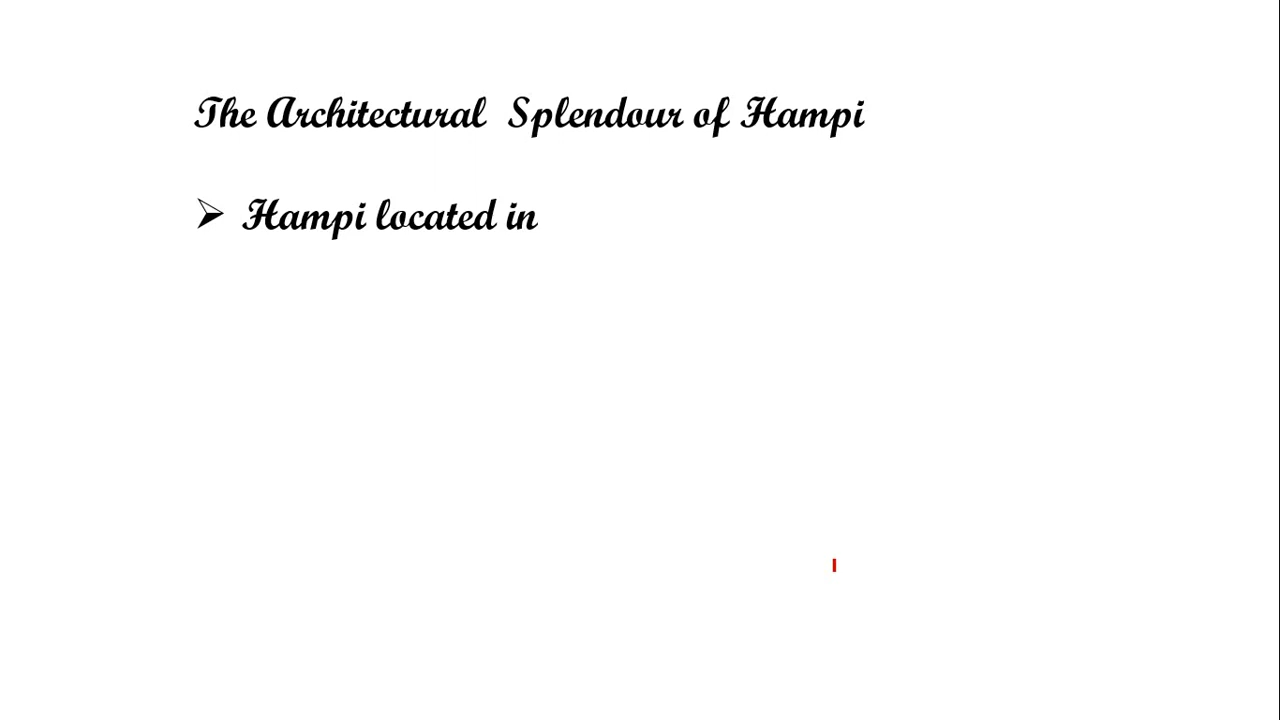 The Architectural Splendour of Hampi
➢ Hampi located in